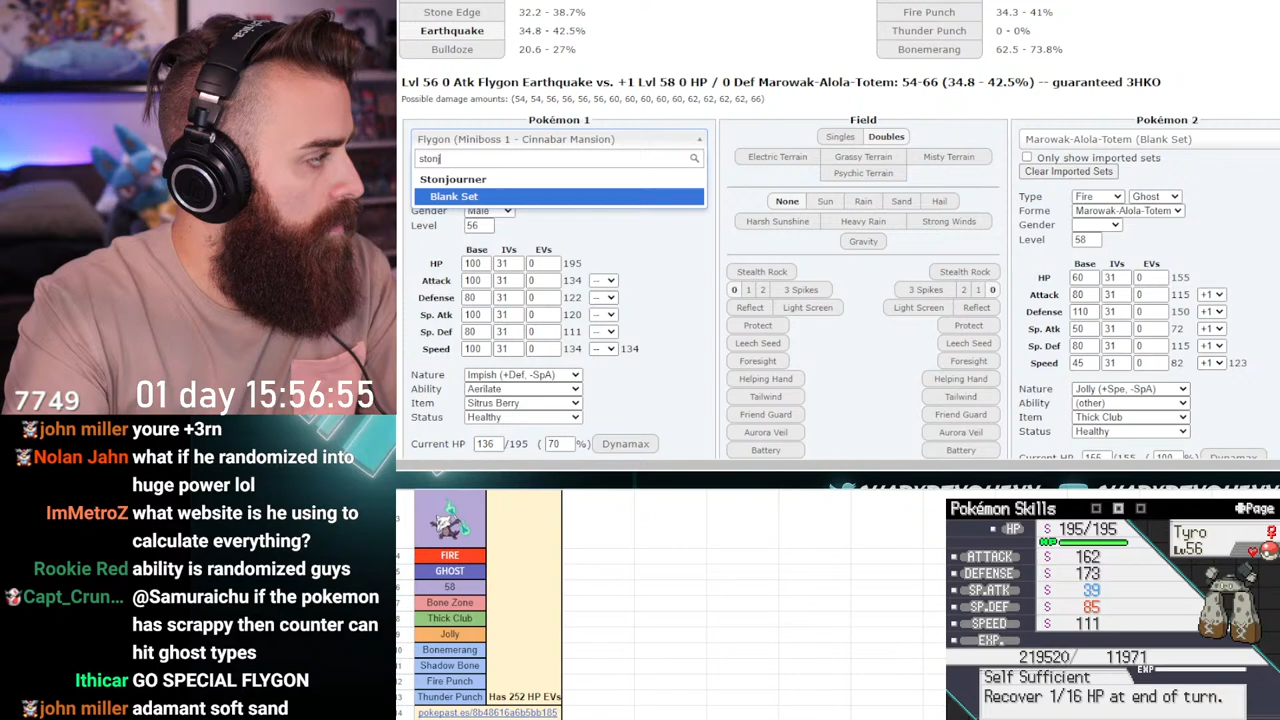 Stone Edge 32.2 - 38.7%
Earthquake 34.8 - 42.5%
Bulldoze 20.6 - 27%
Fire Punch 34.3 - 41%
Thunder Punch 0 - 0%
Bonemerang 62.5 - 73.8%
Lvl 56 0 Atk Flygon Earthquake vs. +1 Lvl 58 0 HP / 0 Def Marowak-Alola-Totem: 54-66 (34.8 - 42.5%) -- guaranteed 3HKO
Possible damage amounts: (54, 54, 56, 56, 56, 56, 60, 60, 60, 60, 60, 62, 62, 62, 62, 66)
Pokémon 1
Flygon (Miniboss 1 - Cinnabar Mansion)
stonj
Stonjourner
Blank Set
Gender Male
Level 56
Base IVs EVs
HP 100 31 0 195
Attack 100 31 0 134 --
Defense 80 31 0 122 --
Sp. Atk 100 31 0 120 --
Sp. Def 80 31 0 111 --
Speed 100 31 0 134 -- 134
Nature Impish (+Def, -SpA)
Ability Aerilate
Item Sitrus Berry
Status Healthy
Current HP 136 /195 ( 70 %) Dynamax
Field
Singles Doubles
Electric Terrain Grassy Terrain Misty Terrain
Psychic Terrain
None Sun Rain Sand Hail
Harsh Sunshine Heavy Rain Strong Winds
Gravity
Stealth Rock Stealth Rock
0 1 2 3 Spikes 3 Spikes 2 1 0
Reflect Light Screen Light Screen Reflect
Protect Protect
Leech Seed Leech Seed
Foresight Foresight
Helping Hand Helping Hand
Tailwind Tailwind
Friend Guard Friend Guard
Aurora Veil Aurora Veil
Battery Battery
Pokémon 2
Marowak-Alola-Totem (Blank Set)
Only show imported sets
Clear Imported Sets
Type Fire Ghost
Forme Marowak-Alola-Totem
Gender
Level 58
Base IVs EVs
HP 60 31 0 155
Attack 80 31 0 115 +1
Defense 110 31 0 150 +1
Sp. Atk 50 31 0 72 +1
Sp. Def 80 31 0 115 +1
Speed 45 31 0 82 +1 123
Nature Jolly (+Spe, -SpA)
Ability (other)
Item Thick Club
Status Healthy
7749 01 day 15:56:55
john miller youre +3rn
Nolan Jahn what if he randomized into
huge power lol
ImMetroZ what website is he using to
calculate everything?
Rookie Red ability is randomized guys
Capt_Crun... @Samuraichu if the pokemon
has scrappy then counter can
hit ghost types
Ithicar GO SPECIAL FLYGON
john miller adamant soft sand
FIRE
GHOST
58
Bone Zone
Thick Club
Jolly
Bonemerang
Shadow Bone
Fire Punch
Thunder Punch Has 252 HP EVs
pokepast.es/8b48616a6b5bb185
Pokémon Skills Page
HP S 195/195
HP
ATTACK S 162
DEFENSE S 178
SP.ATK S 39
SP.DEF S 85
SPEED S 111
EXP.
219520/ 11971
EXP
Tyro
Lv56
Self Sufficient
Recover 1/16 HP at end of turn.